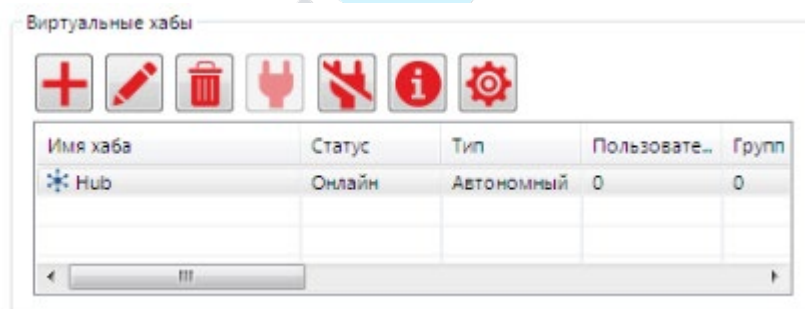 Виртуальные хабы
Имя хаба Статус Тип Пользовате... Групп
Hub Онлайн Автономный 0 0